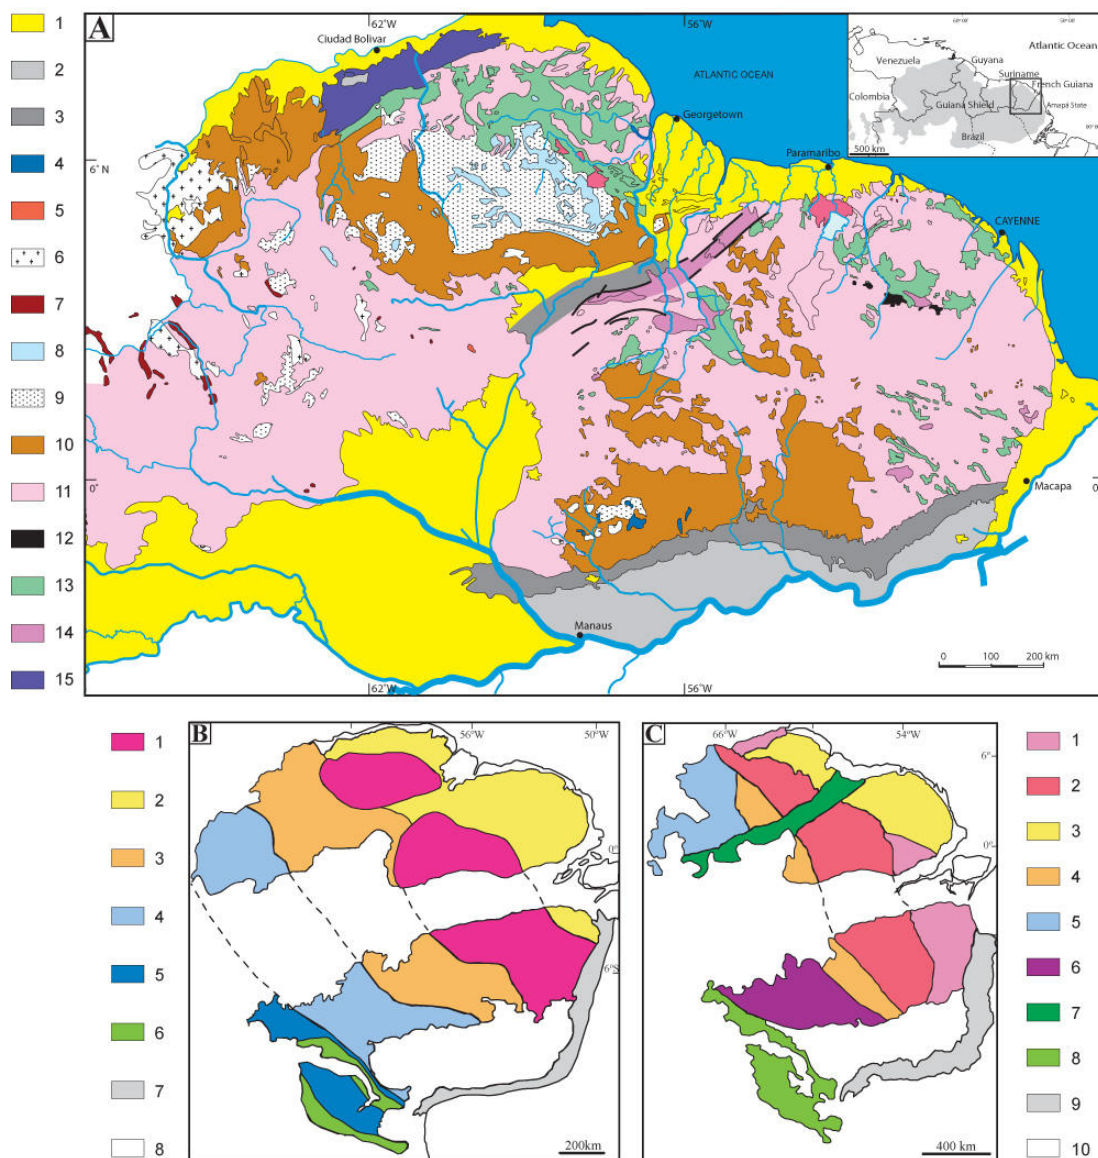 A
62°W
56°W
Ciudad Bolivar
ATLANTIC OCEAN
Georgetown
Paramaribo
CAYENNE
6° N
0°
Macapa
Manaus
0 100 200 km
62°W
56°W
Atlantic Ocean
Venezuela
Guyana
Suriname
French Guiana
Colombia
Guiana Shield
Amapá State
Brazil
500 km
1
2
3
4
5
6
7
8
9
10
11
12
13
14
15
B
56°W
50°W
0°
6°S
200km
1
2
3
4
5
6
7
8
C
66°W
54°W
6°
0°
400 km
1
2
3
4
5
6
7
8
9
10